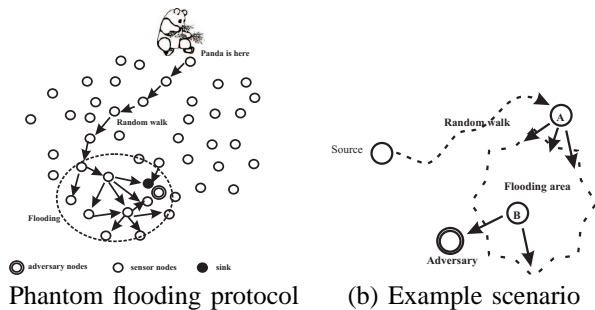 Panda is here
Random walk
Flooding
adversary nodes
sensor nodes
sink
Phantom flooding protocol
Source
Random walk
A
Flooding area
B
Adversary
(b) Example scenario